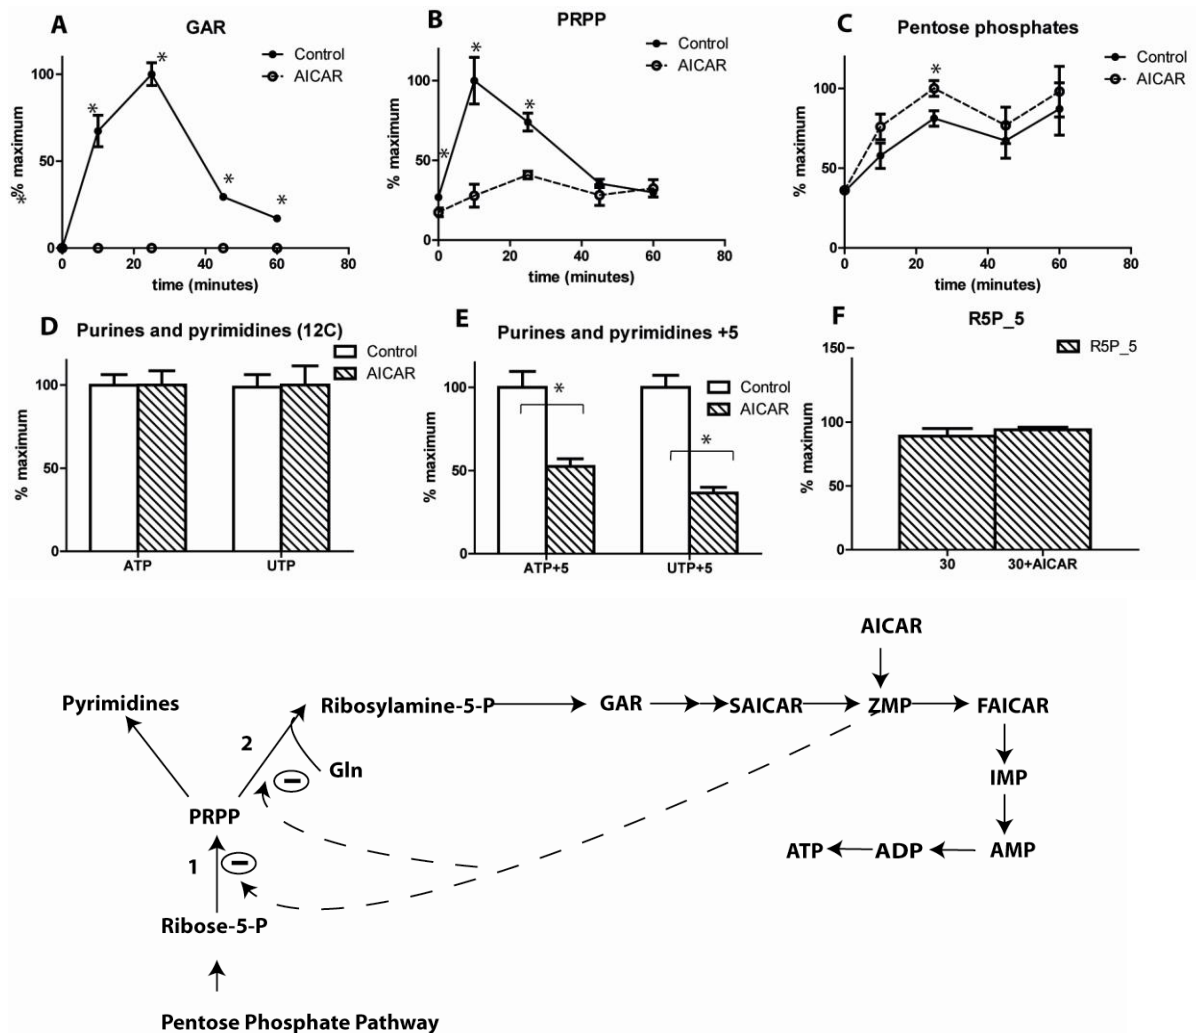 A
GAR
Control
AICAR
100
50
0
% maximum
*
*
*
*
*
0
20
40
60
80
time (minutes)
B
PRPP
Control
AICAR
100
50
0
% maximum
*
*
*
0
20
40
60
80
time (minutes)
C
Pentose phosphates
Control
AICAR
100
50
0
% maximum
*
0
20
40
60
80
time (minutes)
D
Purines and pyrimidines (12C)
Control
AICAR
100
50
0
% maximum
ATP
UTP
E
Purines and pyrimidines +5
Control
AICAR
100
50
0
% maximum
*
*
ATP+5
UTP+5
F
R5P_5
R5P_5
150
100
50
0
% maximum
30
30+AICAR
AICAR
Pyrimidines
Ribosylamine-5-P
GAR
SAICAR
ZMP
FAICAR
2
Gln
IMP
PRPP
1
ATP
ADP
AMP
Ribose-5-P
Pentose Phosphate Pathway